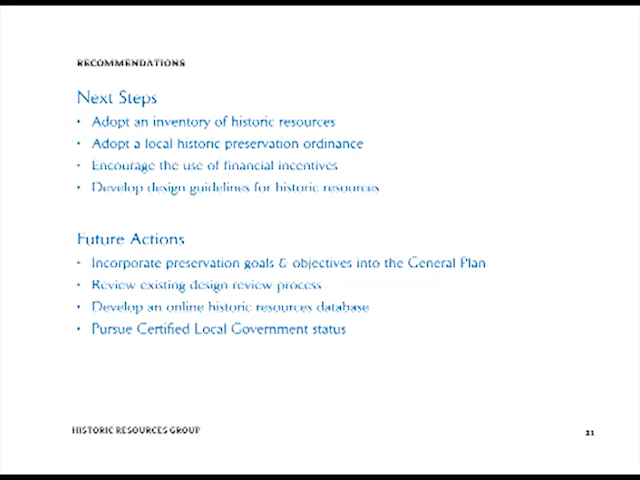 RECOMMENDATIONS
Next Steps
• Adopt an inventory of historic resources
• Adopt a local historic preservation ordinance
• Encourage the use of financial incentives
• Develop design guidelines for historic resources
Future Actions
• Incorporate preservation goals & objectives into the General Plan
• Review existing design review process
• Develop an online historic resources database
• Pursue Certified Local Government status
HISTORIC RESOURCES GROUP